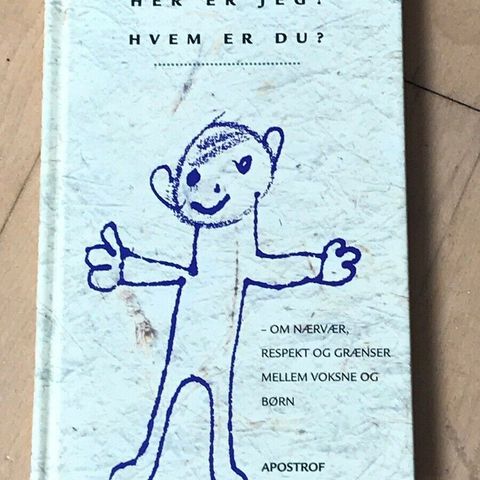 HER ER JEG!
HVEM ER DU?
– OM NÆRVÆR,
RESPEKT OG GRÆNSER
MELLEM VOKSNE OG
BØRN
APOSTROF